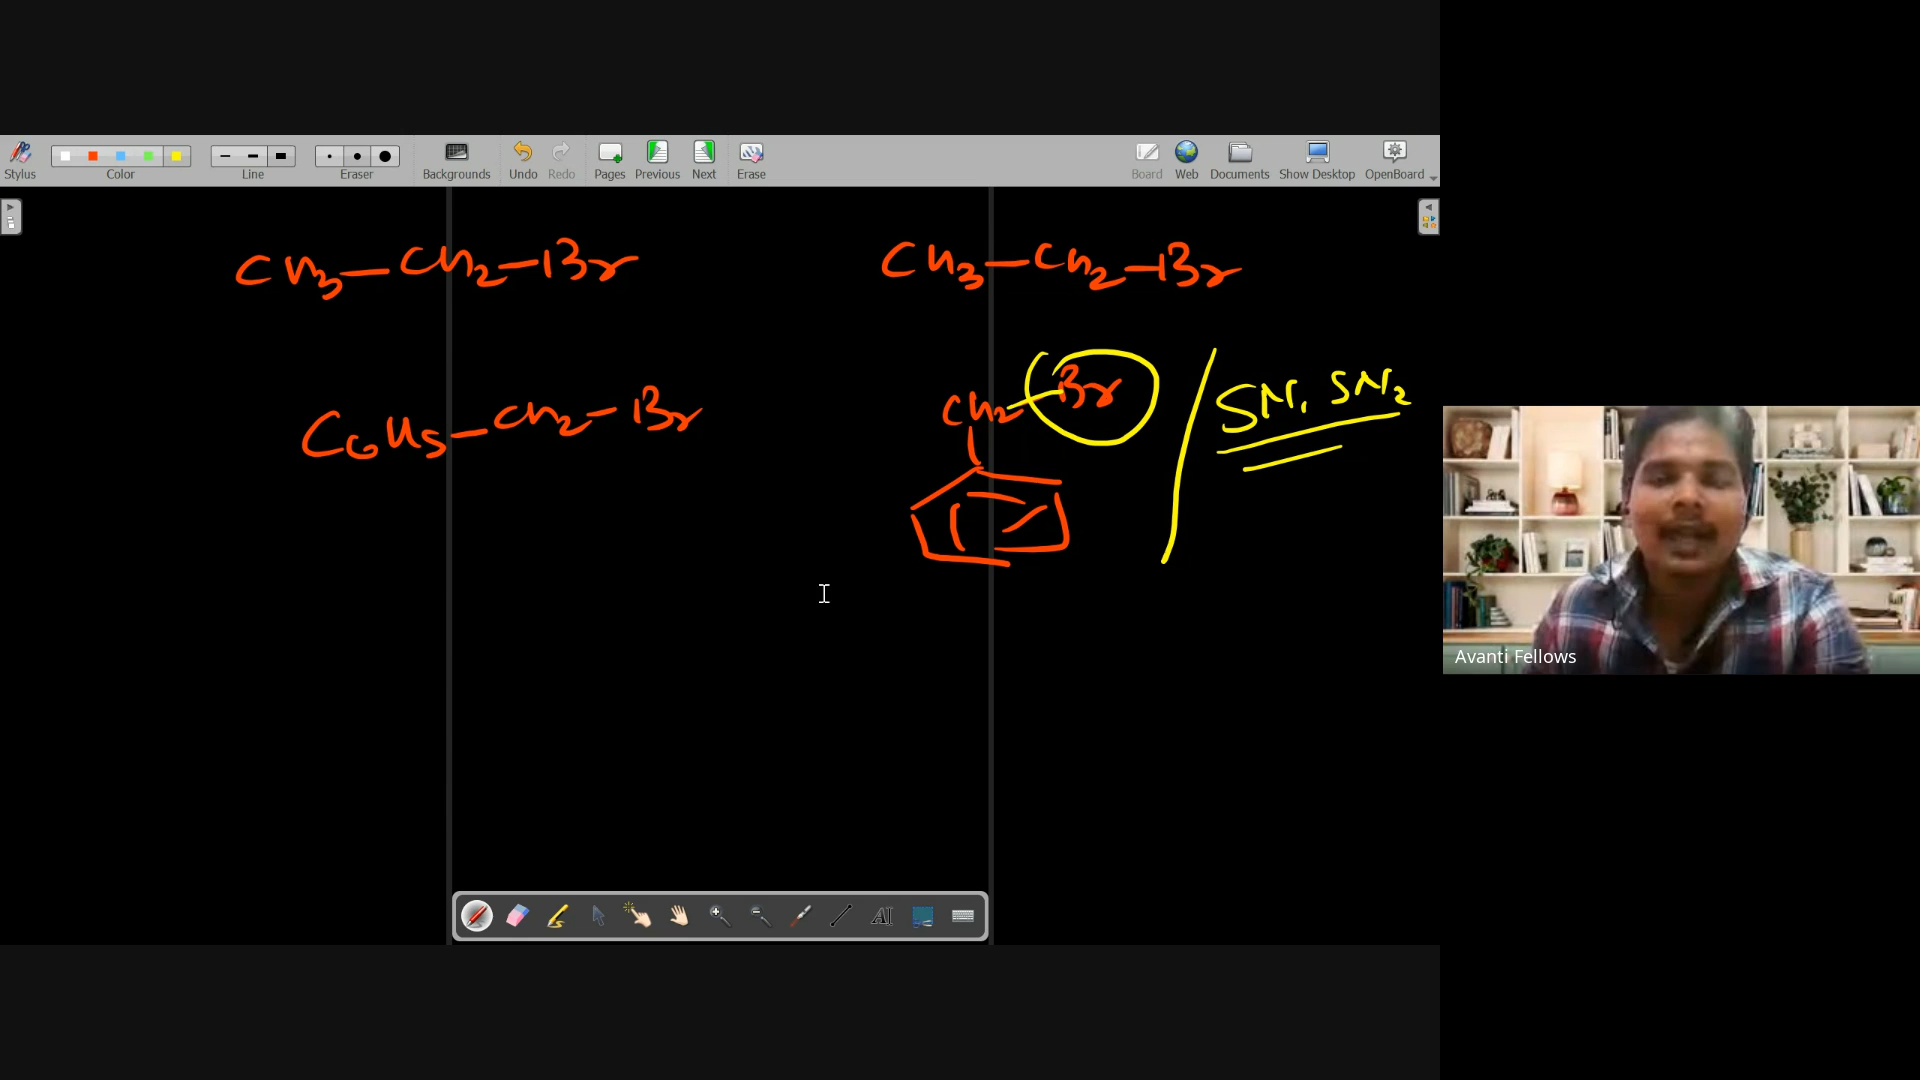 Stylus Color Line Eraser Backgrounds Undo Redo Pages Previous Next Erase Board Web Documents Show Desktop OpenBoard
CH3—CH2—Br
CH3—CH2—Br
C6H5—CH2—Br
CH2—Br
SN1 SN2
Avanti Fellows